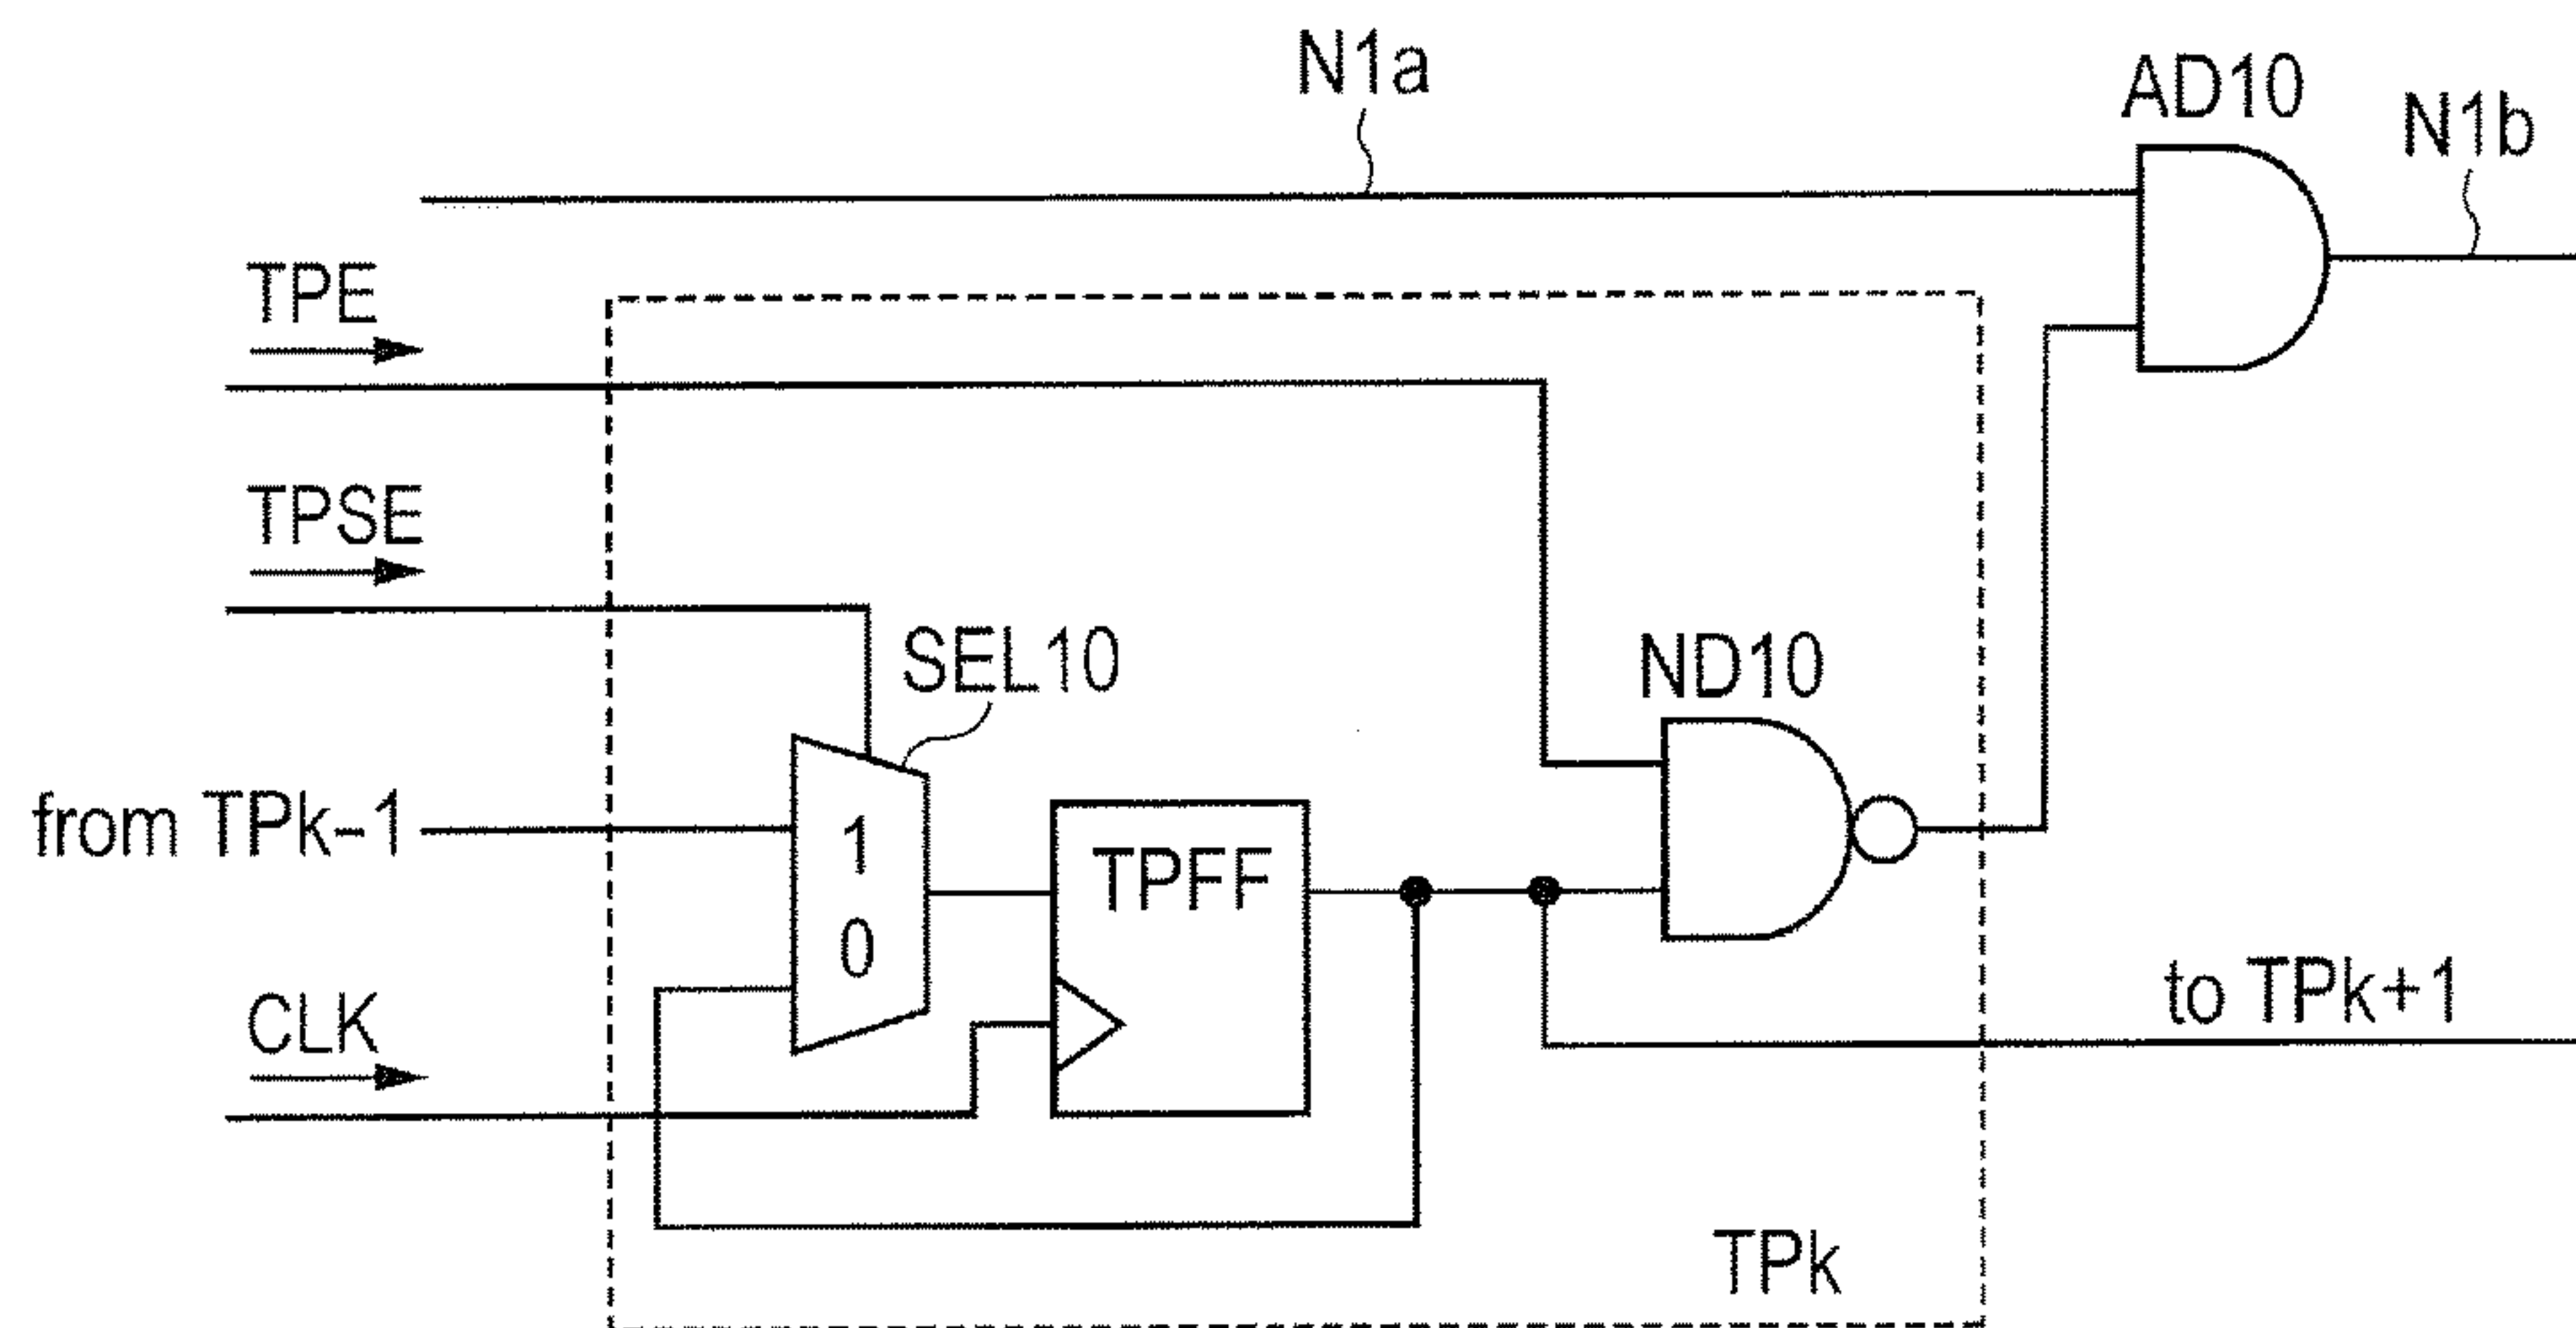 N1a
AD10
N1b
TPE
TPSE
SEL10
ND10
from TPk-1
1
TPFF
0
to TPk+1
CLK
TPk